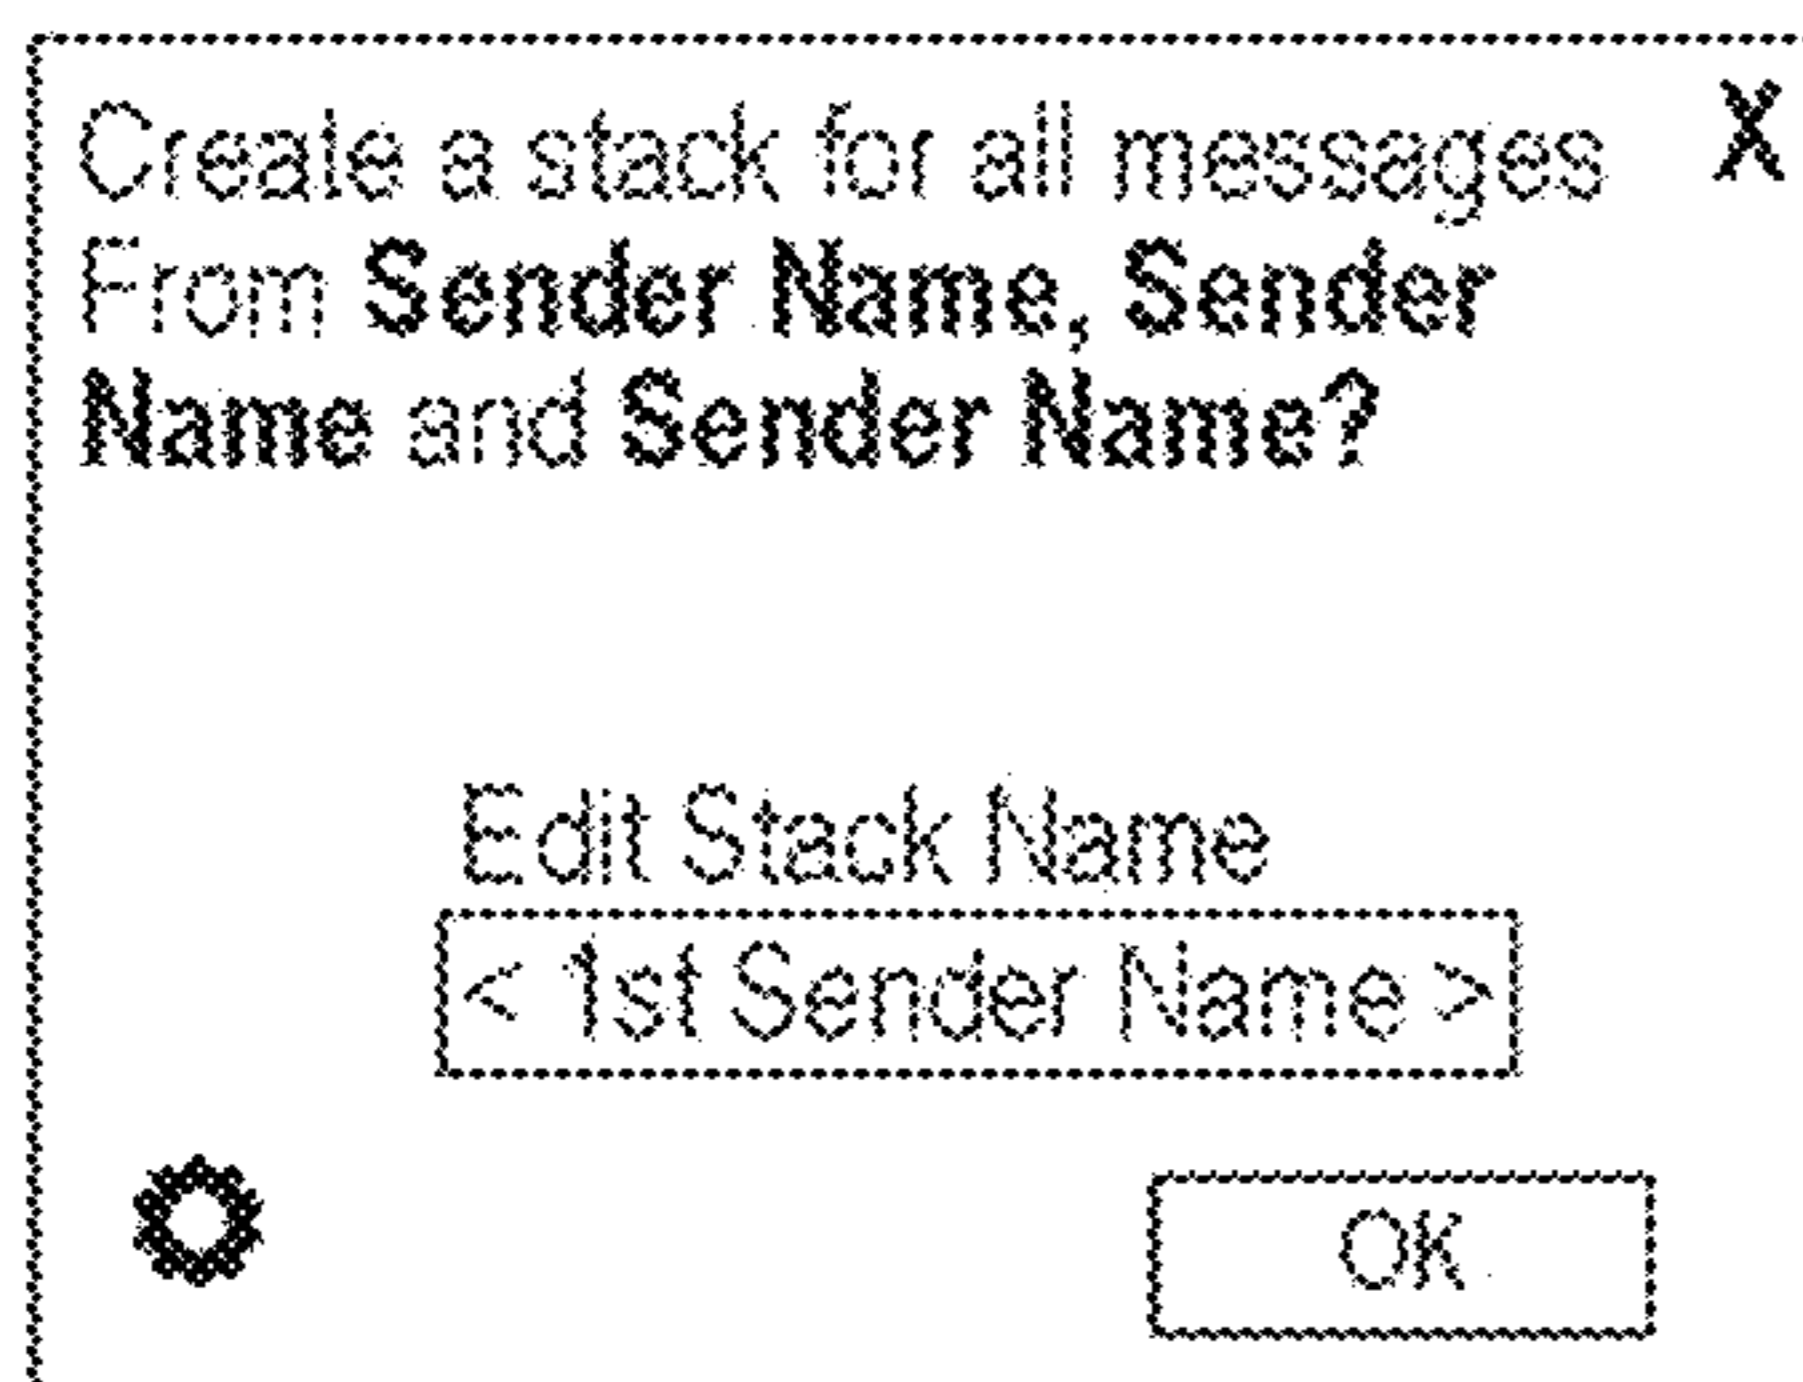 Create a stack for all messages X
From Sender Name, Sender
Name and Sender Name?
Edit Stack Name
< 1st Sender Name >
OK